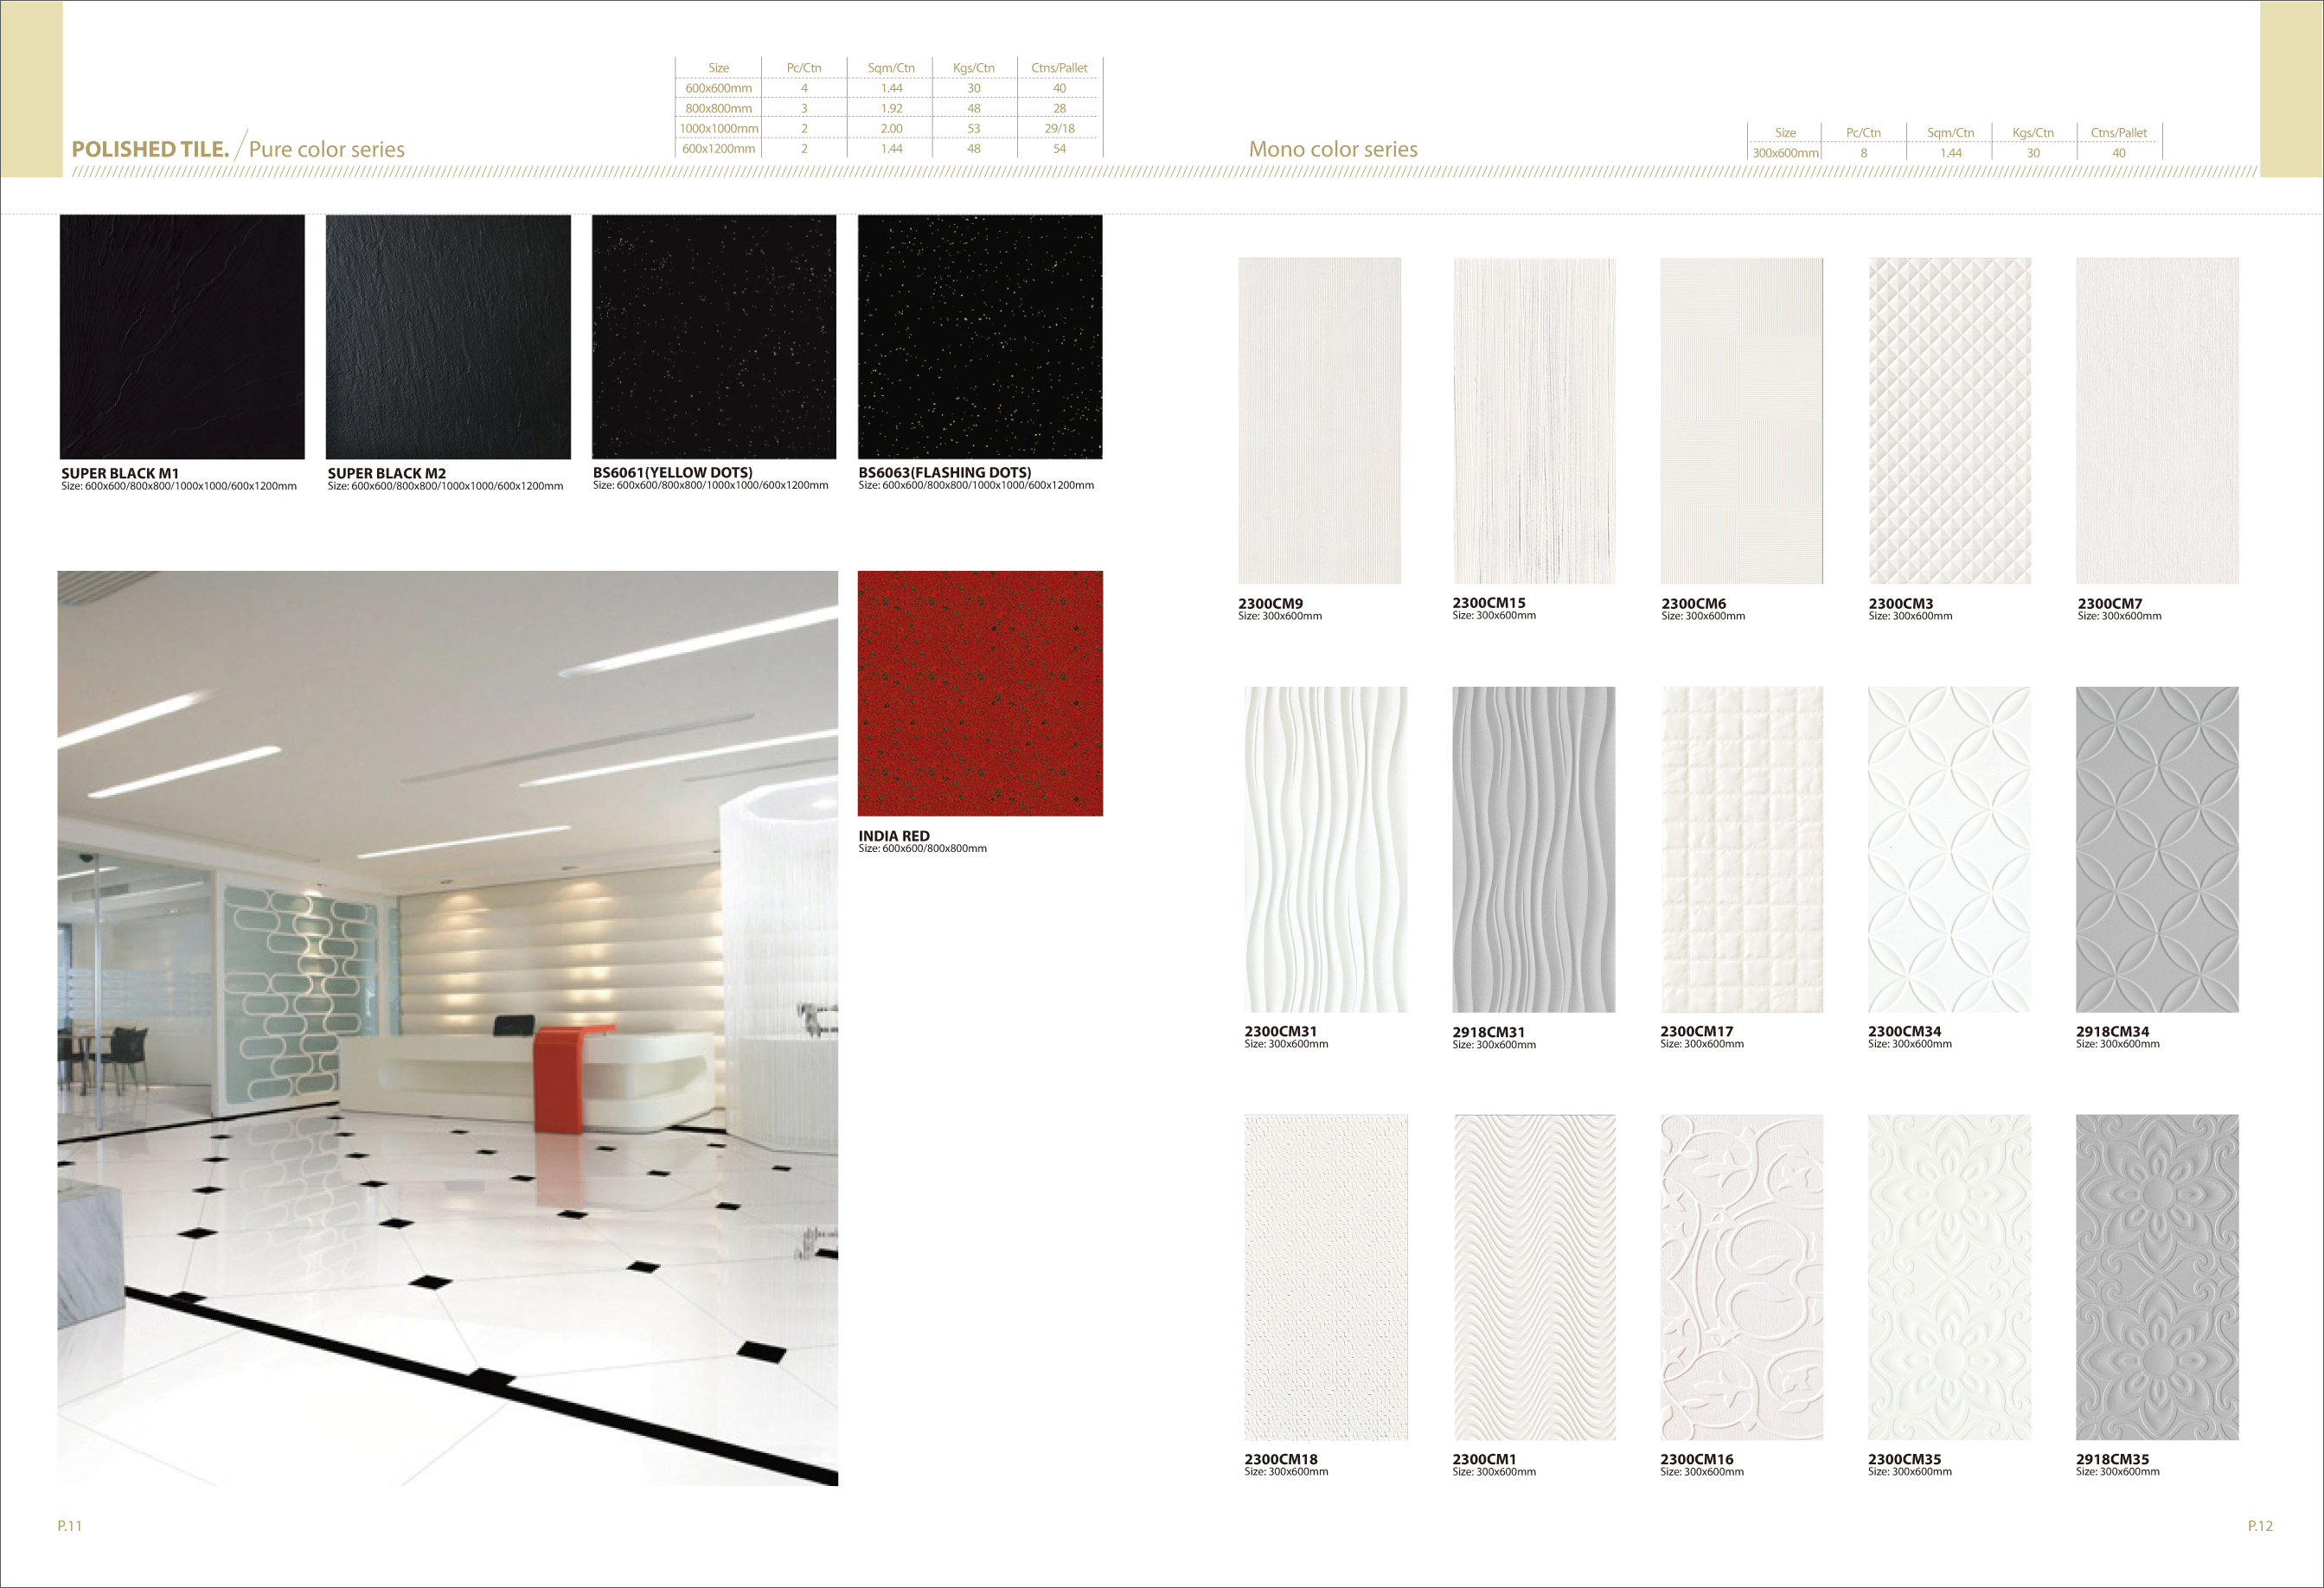 Size Pc/Ctn Sqm/Ctn Kgs/Ctn Ctns/Pallet
600x600mm 4 1.44 30 40
800x800mm 3 1.92 48 28
1000x1000mm 2 2.00 53 29/18
600x1200mm 2 1.44 48 54
POLISHED TILE. / Pure color series
SUPER BLACK M1
Size: 600x600/800x800/1000x1000/600x1200mm
SUPER BLACK M2
Size: 600x600/800x800/1000x1000/600x1200mm
BS6061(YELLOW DOTS)
Size: 600x600/800x800/1000x1000/600x1200mm
BS6063(FLASHING DOTS)
Size: 600x600/800x800/1000x1000/600x1200mm
INDIA RED
Size: 600x600/800x800mm
P.11
Mono color series
Size Pc/Ctn Sqm/Ctn Kgs/Ctn Ctns/Pallet
300x600mm 8 1.44 30 40
2300CM9
Size: 300x600mm
2300CM15
Size: 300x600mm
2300CM6
Size: 300x600mm
2300CM3
Size: 300x600mm
2300CM7
Size: 300x600mm
2300CM31
Size: 300x600mm
2918CM31
Size: 300x600mm
2300CM17
Size: 300x600mm
2300CM34
Size: 300x600mm
2918CM34
Size: 300x600mm
2300CM18
Size: 300x600mm
2300CM1
Size: 300x600mm
2300CM16
Size: 300x600mm
2300CM35
Size: 300x600mm
2918CM35
Size: 300x600mm
P.12